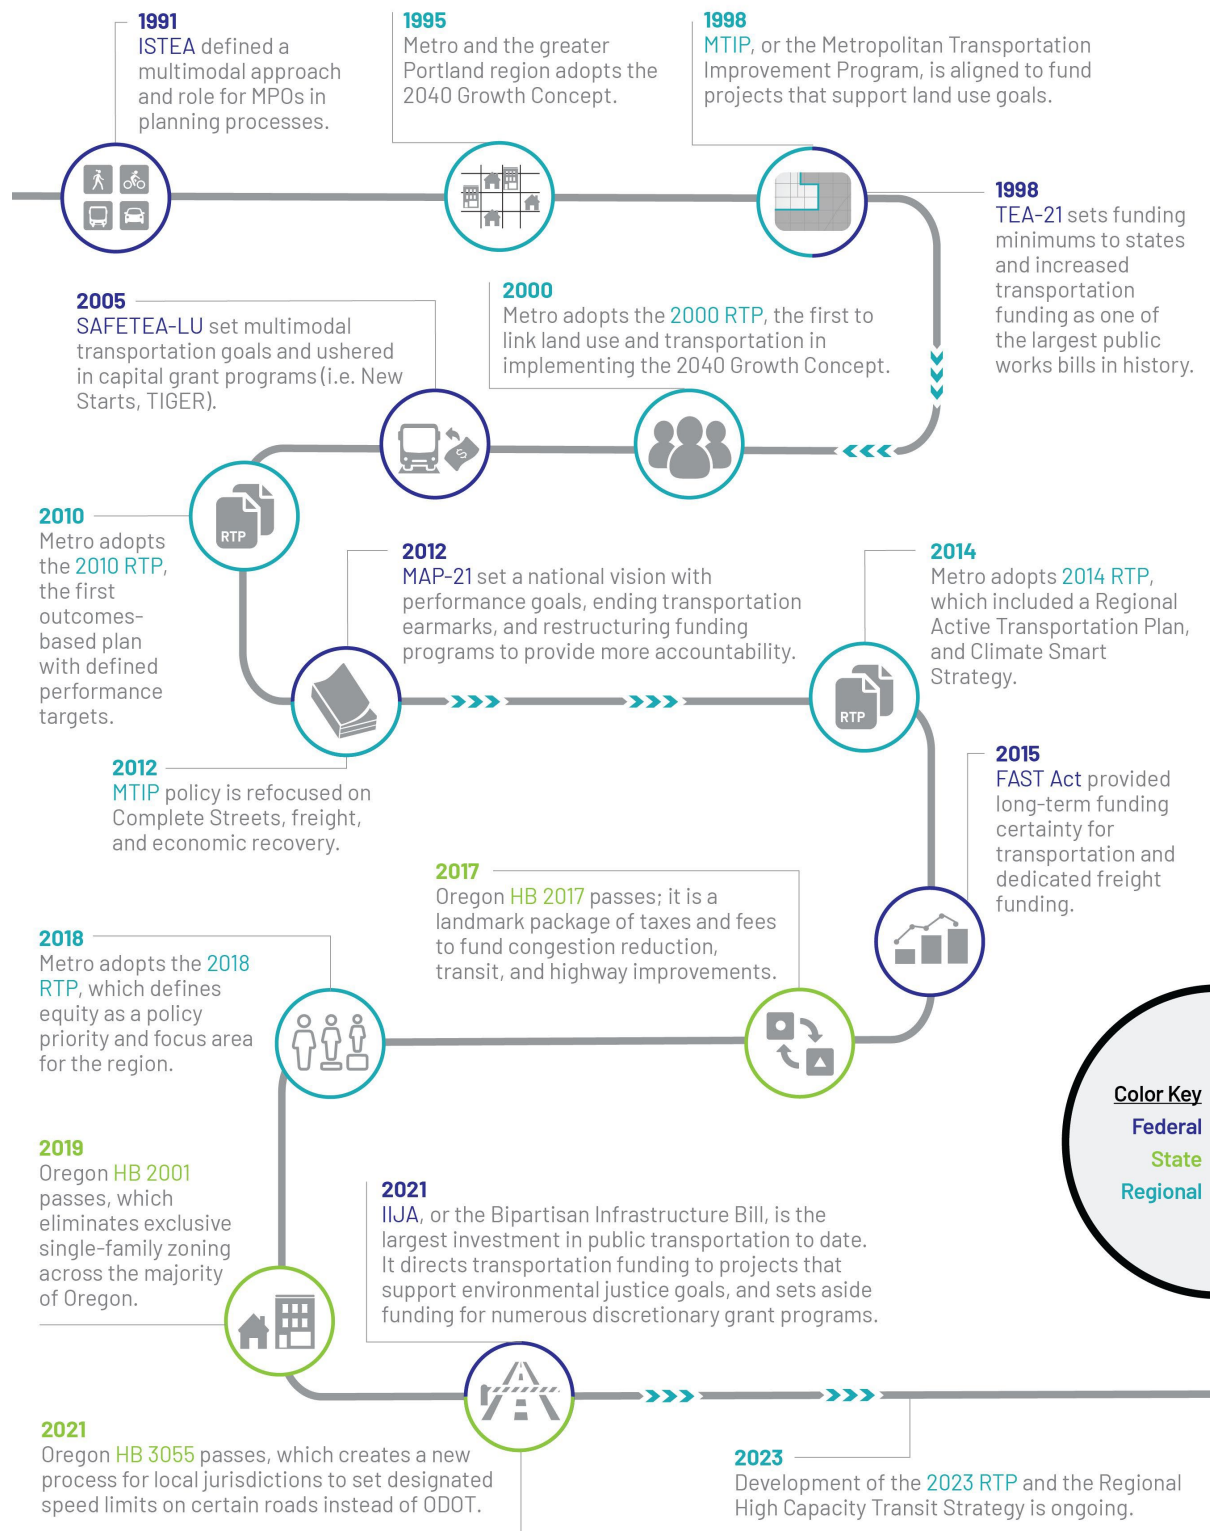 1991
ISTEA defined a
multimodal approach
and role for MPOs in
planning processes.
1995
Metro and the greater
Portland region adopts the
2040 Growth Concept.
1998
MTIP, or the Metropolitan Transportation
Improvement Program, is aligned to fund
projects that support land use goals.
1998
TEA-21 sets funding
minimums to states
and increased
transportation
funding as one of
the largest public
works bills in history.
2005
SAFETEA-LU set multimodal
transportation goals and ushered
in capital grant programs (i.e. New
Starts, TIGER).
2000
Metro adopts the 2000 RTP, the first to
link land use and transportation in
implementing the 2040 Growth Concept.
$
RTP
2010
Metro adopts
the 2010 RTP,
the first
outcomes-
based plan
with defined
performance
targets.
2012
MAP-21 set a national vision with
performance goals, ending transportation
earmarks, and restructuring funding
programs to provide more accountability.
2014
Metro adopts 2014 RTP,
which included a Regional
Active Transportation Plan,
and Climate Smart
Strategy.
RTP
2012
MTIP policy is refocused on
Complete Streets, freight,
and economic recovery.
2015
FAST Act provided
long-term funding
certainty for
transportation and
dedicated freight
funding.
2017
Oregon HB 2017 passes; it is a
landmark package of taxes and fees
to fund congestion reduction,
transit, and highway improvements.
2018
Metro adopts the 2018
RTP, which defines
equity as a policy
priority and focus area
for the region.
Color Key
Federal
State
Regional
2019
Oregon HB 2001
passes, which
eliminates exclusive
single-family zoning
across the majority
of Oregon.
2021
IIJA, or the Bipartisan Infrastructure Bill, is the
largest investment in public transportation to date.
It directs transportation funding to projects that
support environmental justice goals, and sets aside
funding for numerous discretionary grant programs.
2021
Oregon HB 3055 passes, which creates a new
process for local jurisdictions to set designated
speed limits on certain roads instead of ODOT.
2023
Development of the 2023 RTP and the Regional
High Capacity Transit Strategy is ongoing.